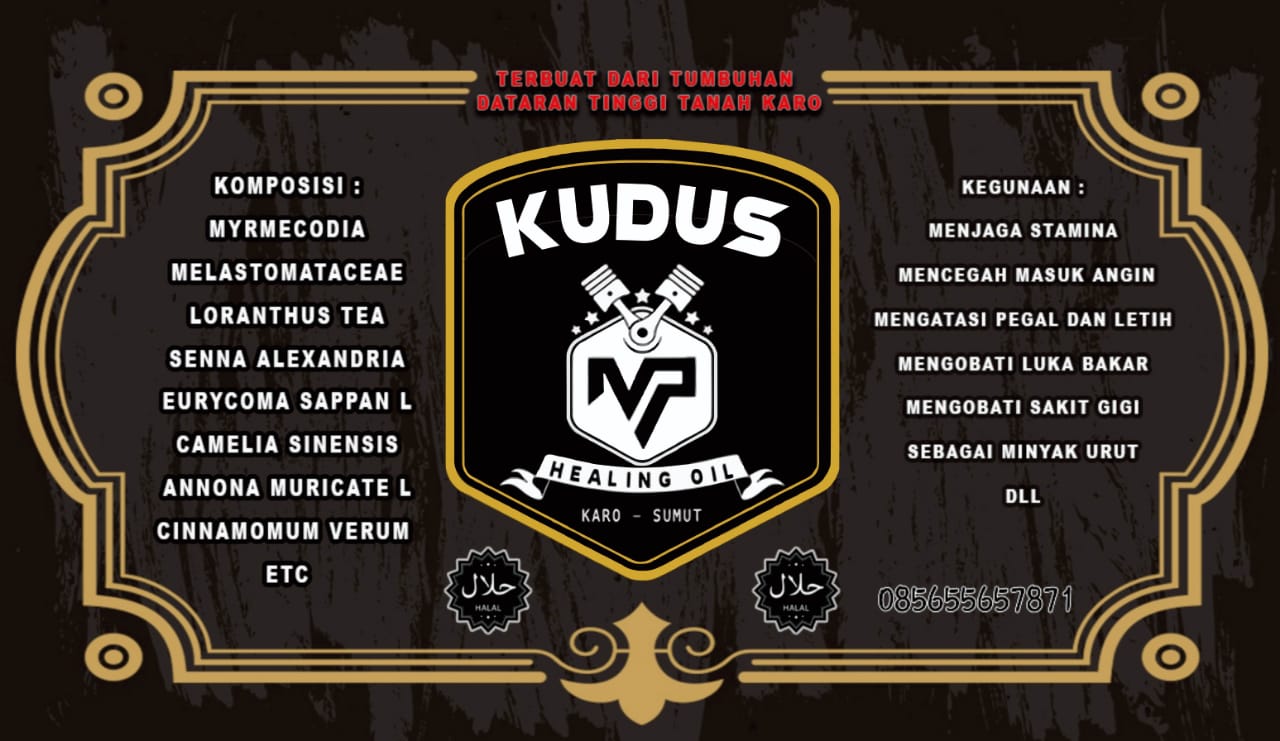 TERBUAT DARI TUMBUHAN
DATARAN TINGGI TANAH KARO
KOMPOSISI :
MYRMECODIA
MELASTOMATACEAE
LORANTHUS TEA
SENNA ALEXANDRIA
EURYCOMA SAPPAN L
CAMELIA SINENSIS
ANNONA MURICATE L
CINNAMOMUM VERUM
ETC
KUDUS
MP
HEALING OIL
KARO - SUMUT
حلال
HALAL
حلال
HALAL
KEGUNAAN :
MENJAGA STAMINA
MENCEGAH MASUK ANGIN
MENGATASI PEGAL DAN LETIH
MENGOBATI LUKA BAKAR
MENGOBATI SAKIT GIGI
SEBAGAI MINYAK URUT
DLL
085655657871